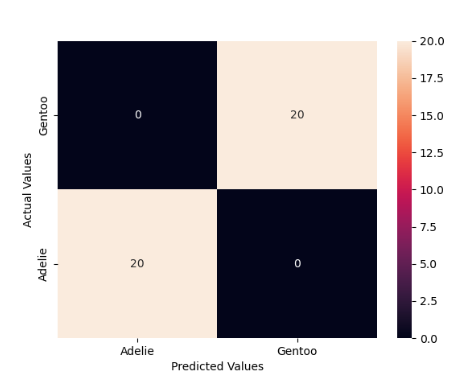 Actual Values
Gentoo
Adelie
0
20
20
0
Adelie
Gentoo
Predicted Values
20.0
17.5
15.0
12.5
10.0
7.5
5.0
2.5
0.0